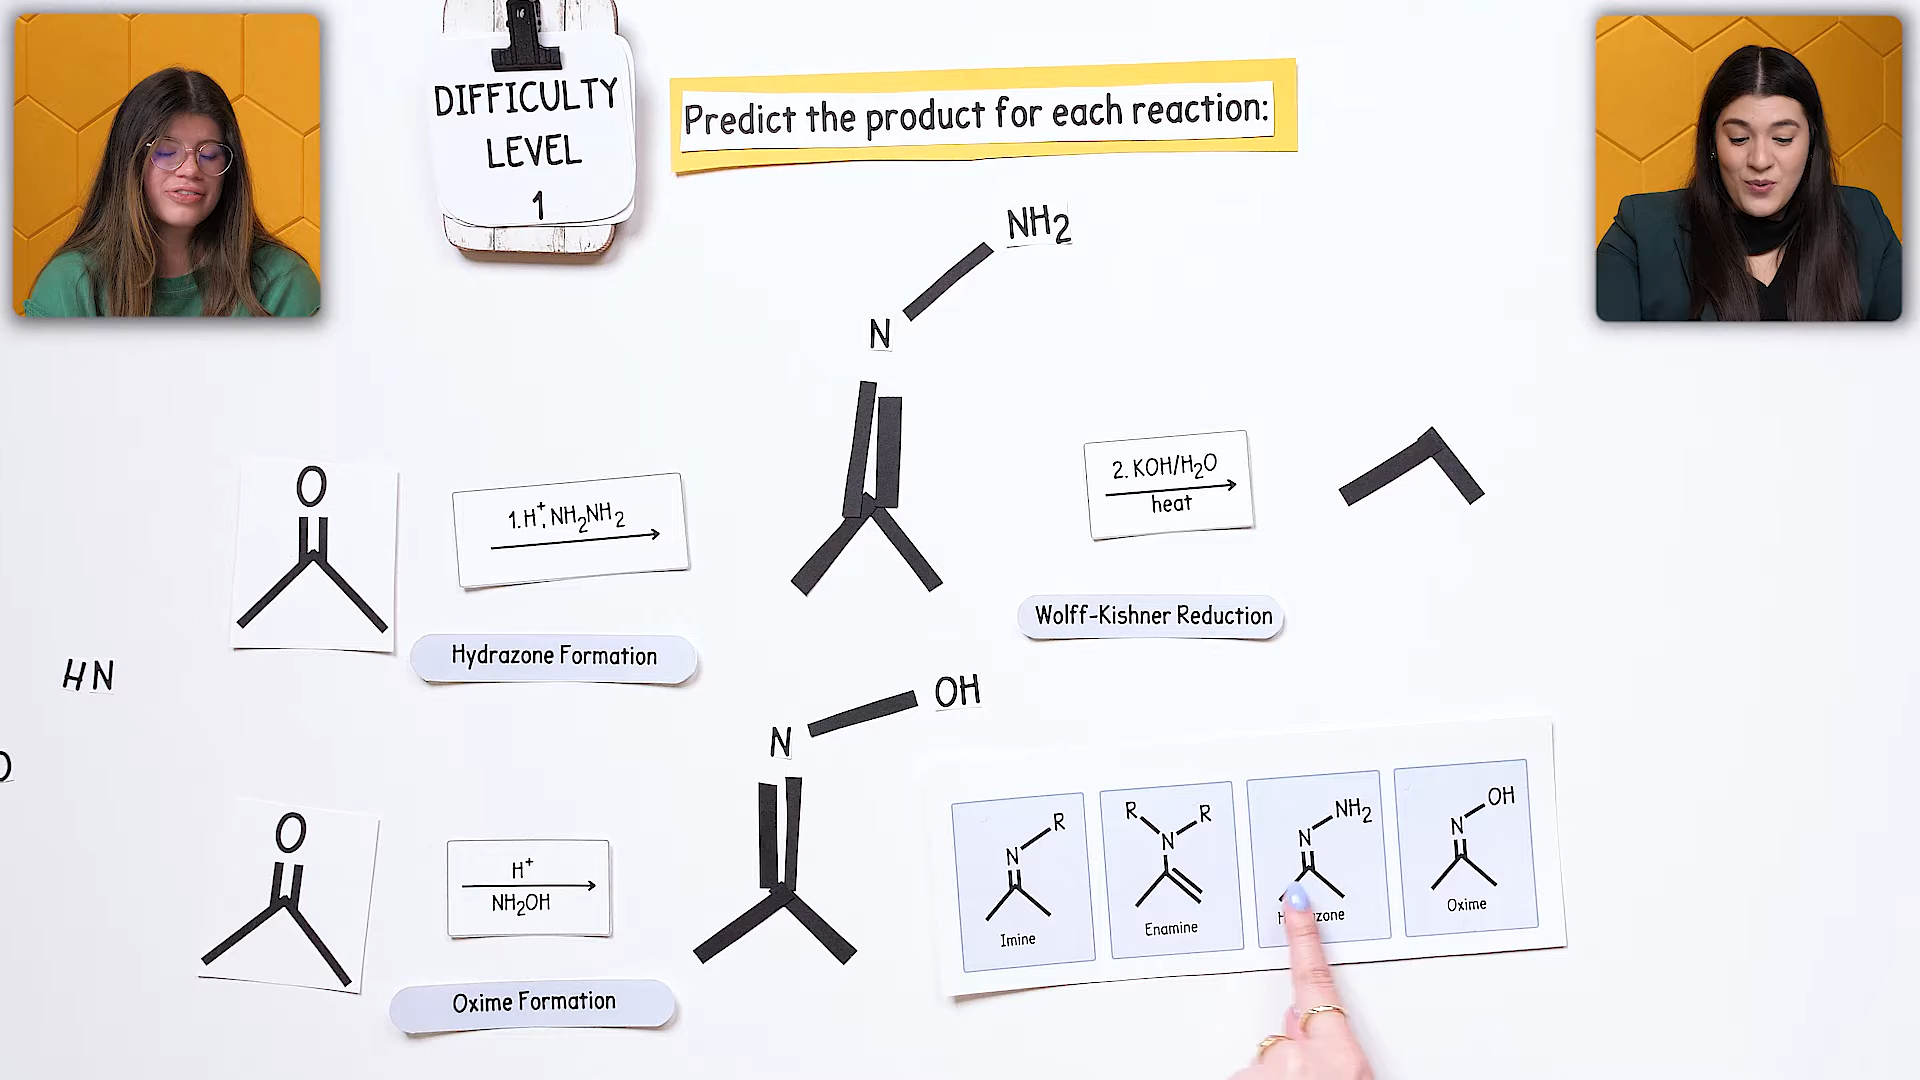 16
DIFFICULTY
LEVEL
1
Predict the product for each reaction:
NH2
N
O
1. H+, NH2NH2
2. KOH/H2O
heat
Hydrazone Formation
Wolff-Kishner Reduction
HN
O
H+
NH2OH
N
OH
Oxime Formation
N
R
Imine
R
R
N
Enamine
N
NH2
N
OH
Oxime